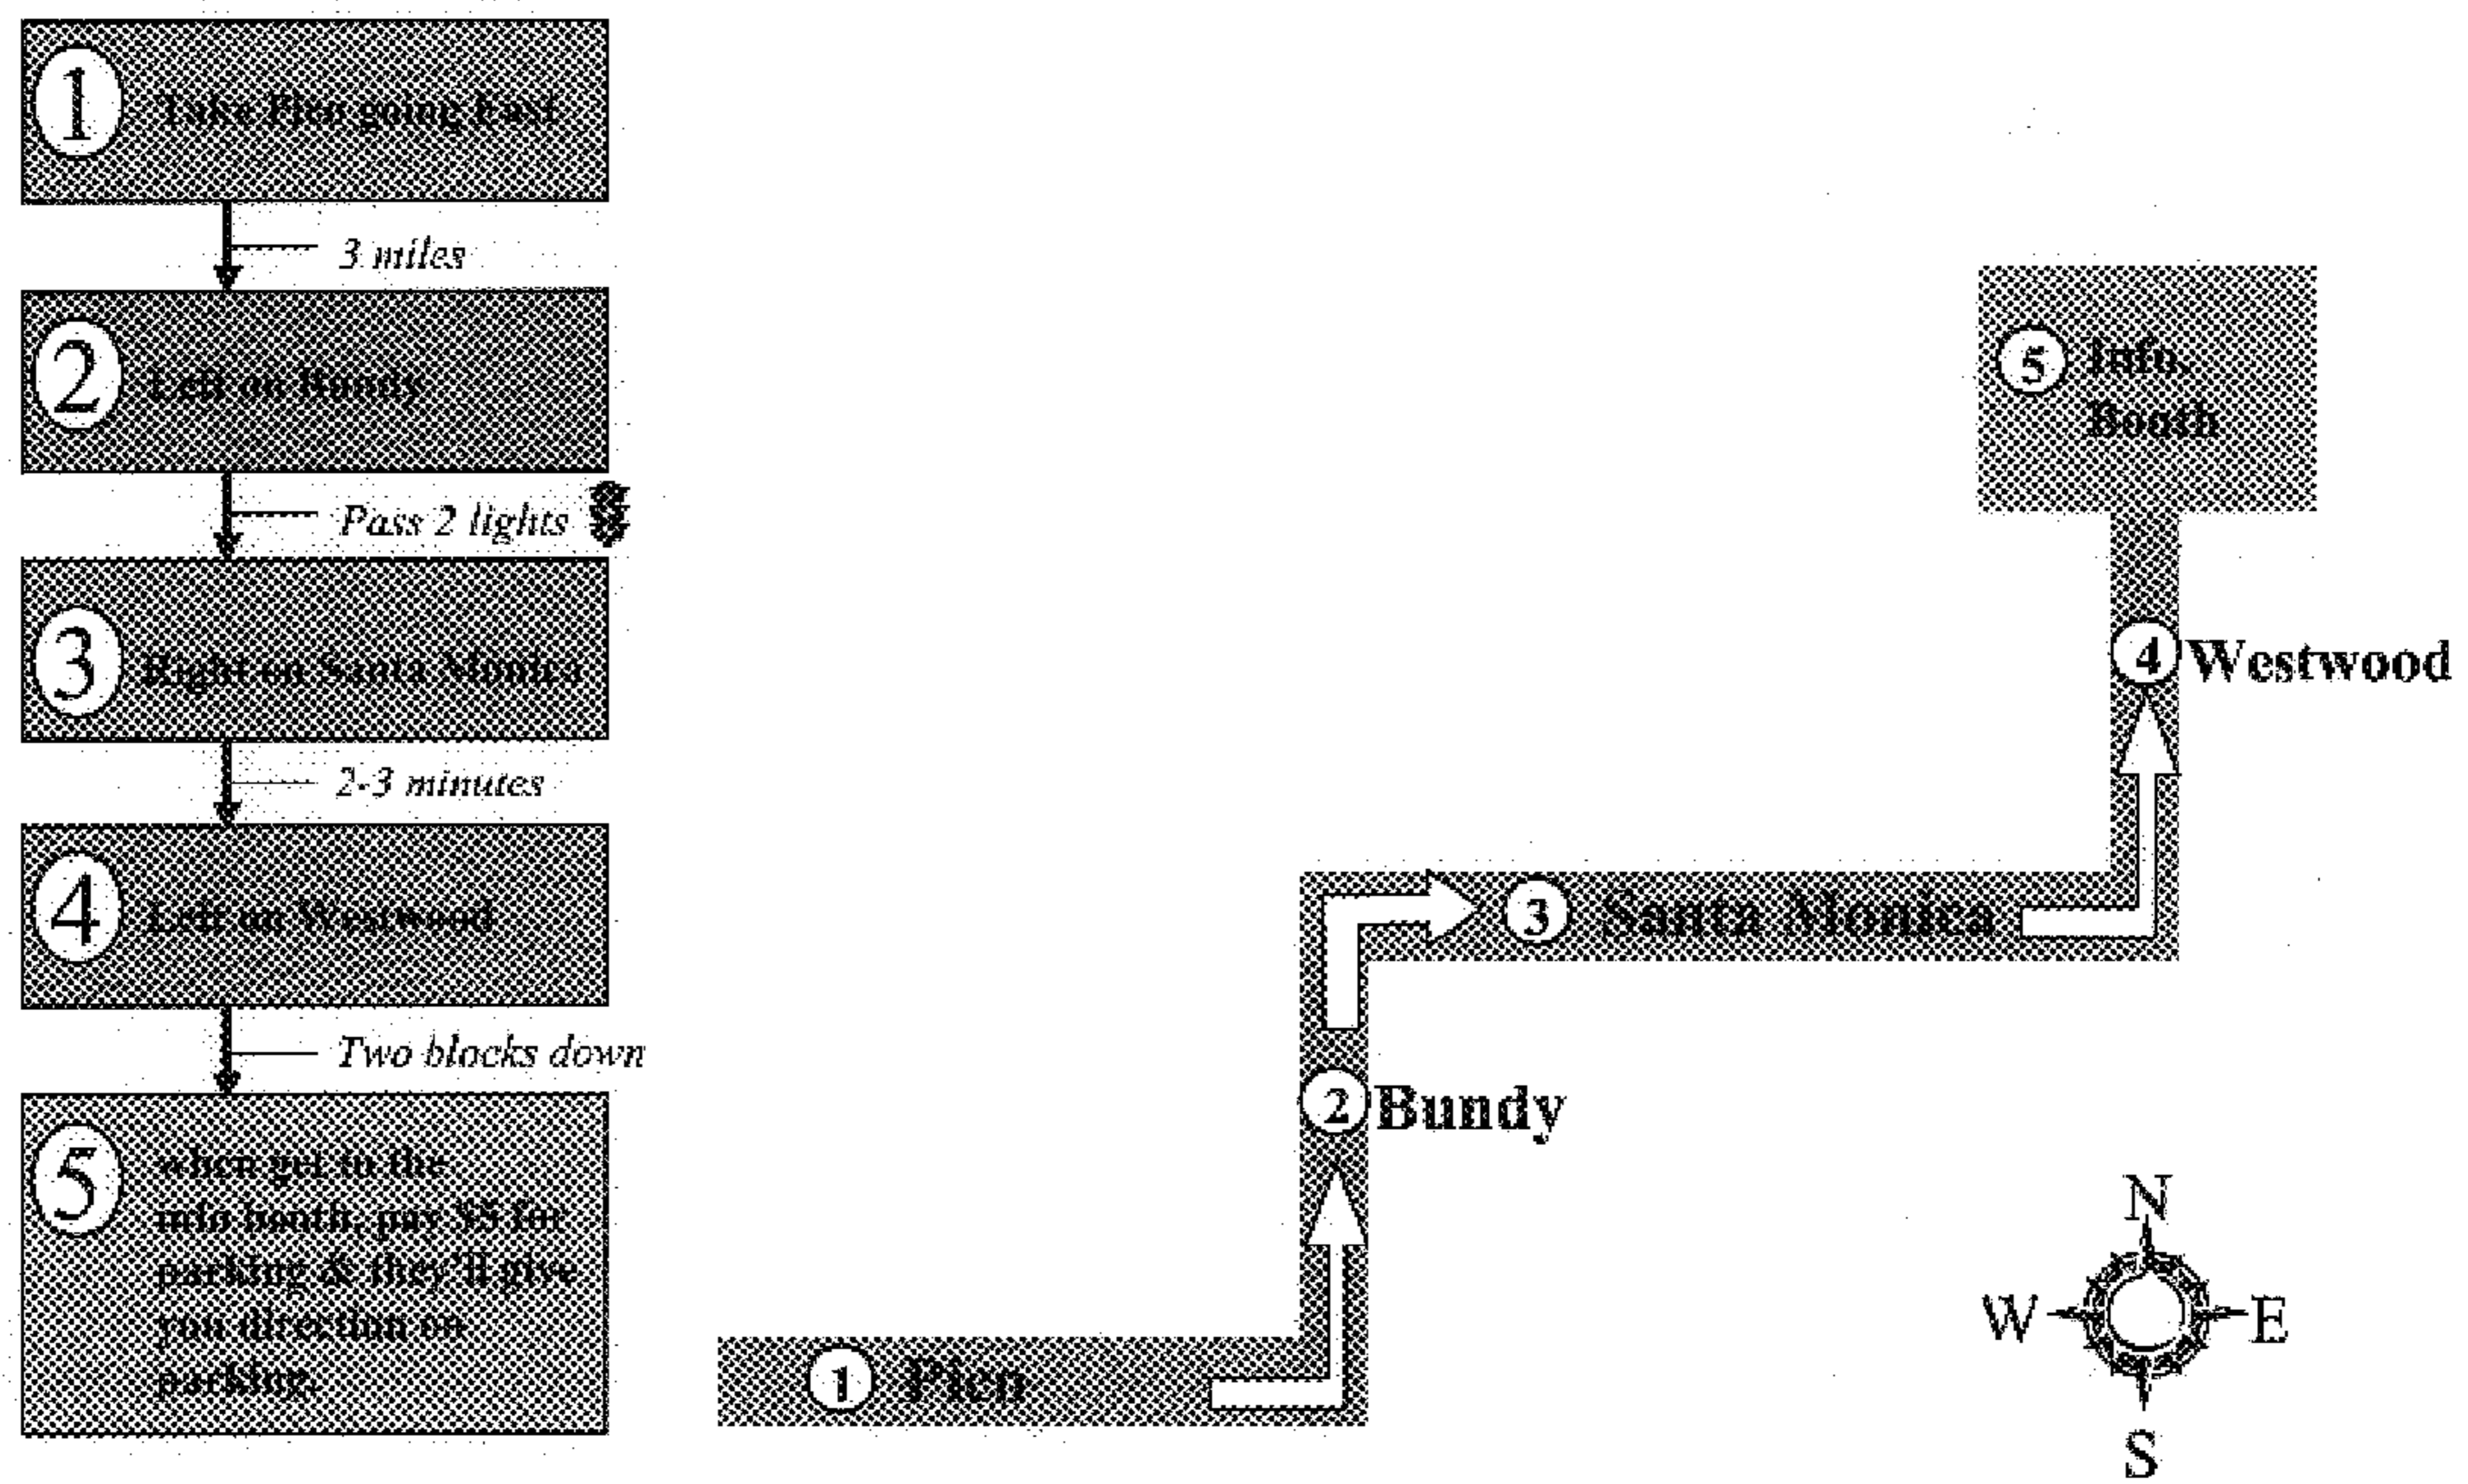 1 Take Pico going East
3 miles
2 Left on Bundy
Pass 2 lights
3 Right on Santa Monica
2-3 minutes
4 Left on Westwood
Two blocks down
5 when get to the
info booth, pay $5 for
parking & they'll give
you direction on
parking.
5 Info.
Booth
4 Westwood
3 Santa Monica
2 Bundy
1 Pico
N
W E
S